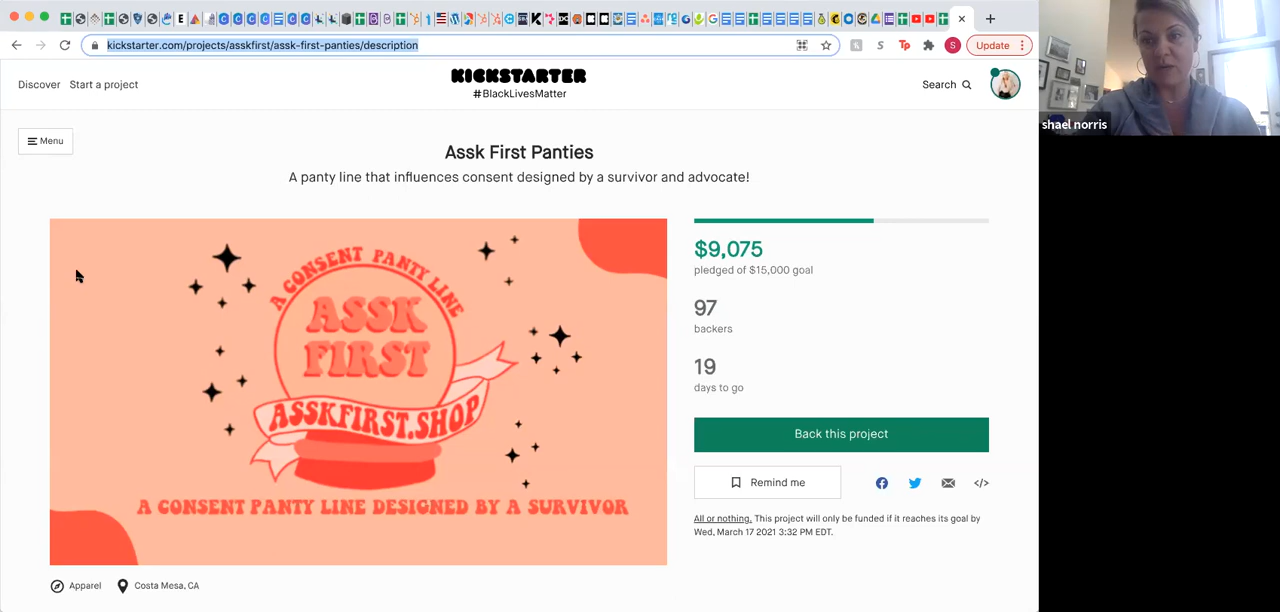 kickstarter.com/projects/asskfirst/assk-first-panties/description
Update
Discover
Start a project
KICKSTARTER
#BlackLivesMatter
Search
Menu
Assk First Panties
A panty line that influences consent designed by a survivor and advocate!
A CONSENT PANTY LINE
ASSK
FIRST
ASSKFIRST.SHOP
A CONSENT PANTY LINE DESIGNED BY A SURVIVOR
Apparel
Costa Mesa, CA
$9,075
pledged of $15,000 goal
97
backers
19
days to go
Back this project
Remind me
All or nothing. This project will only be funded if it reaches its goal by
Wed, March 17 2021 3:32 PM EDT.
shael norris